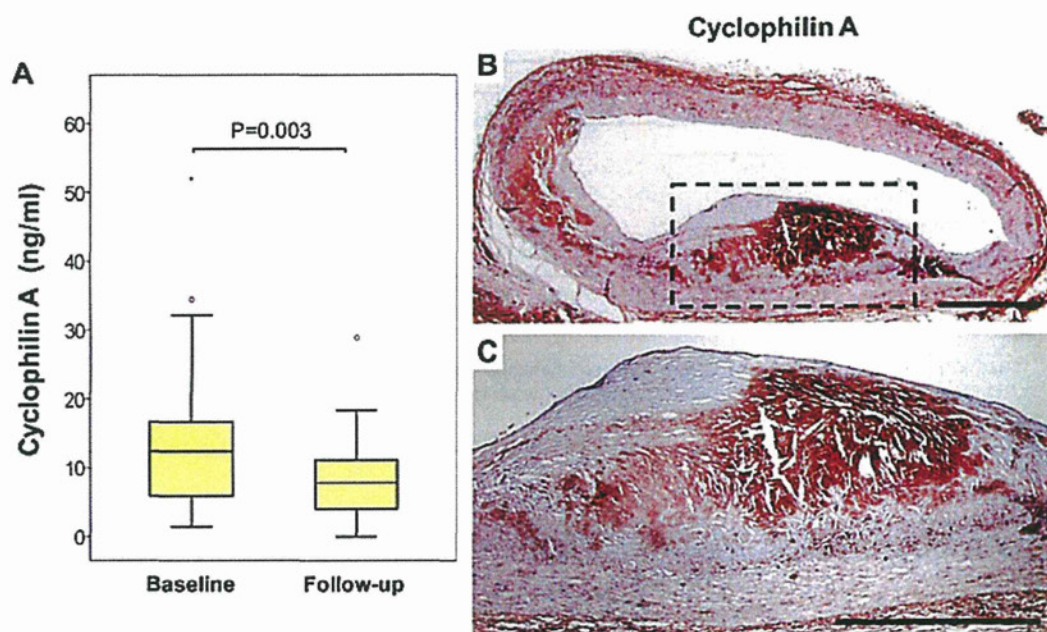 Cyclophilin A
A
B
P=0.003
60
50
40
30
20
10
0
Cyclophilin A (ng/ml)
Baseline
Follow-up
C